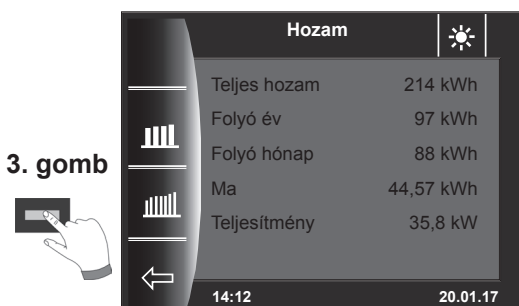 Hozam
Teljes hozam 214 kWh
Folyó év 97 kWh
Folyó hónap 88 kWh
3. gomb
Ma 44,57 kWh
Teljesítmény 35,8 kW
14:12 20.01.17